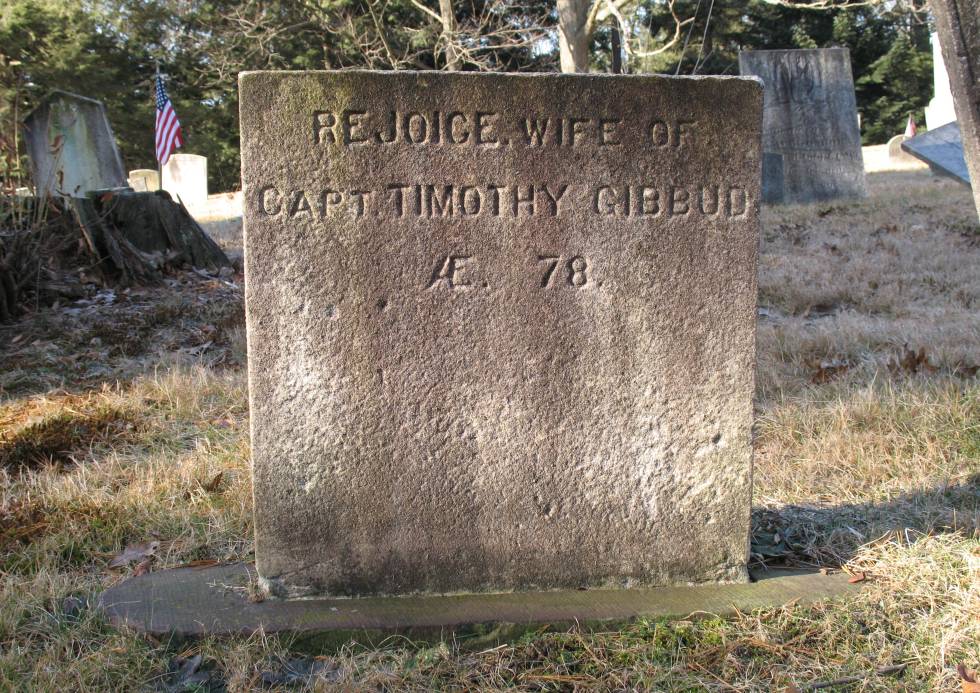 REJOICE. WIFE OF
CAPT. TIMOTHY GIBBUD
Æ. 78.